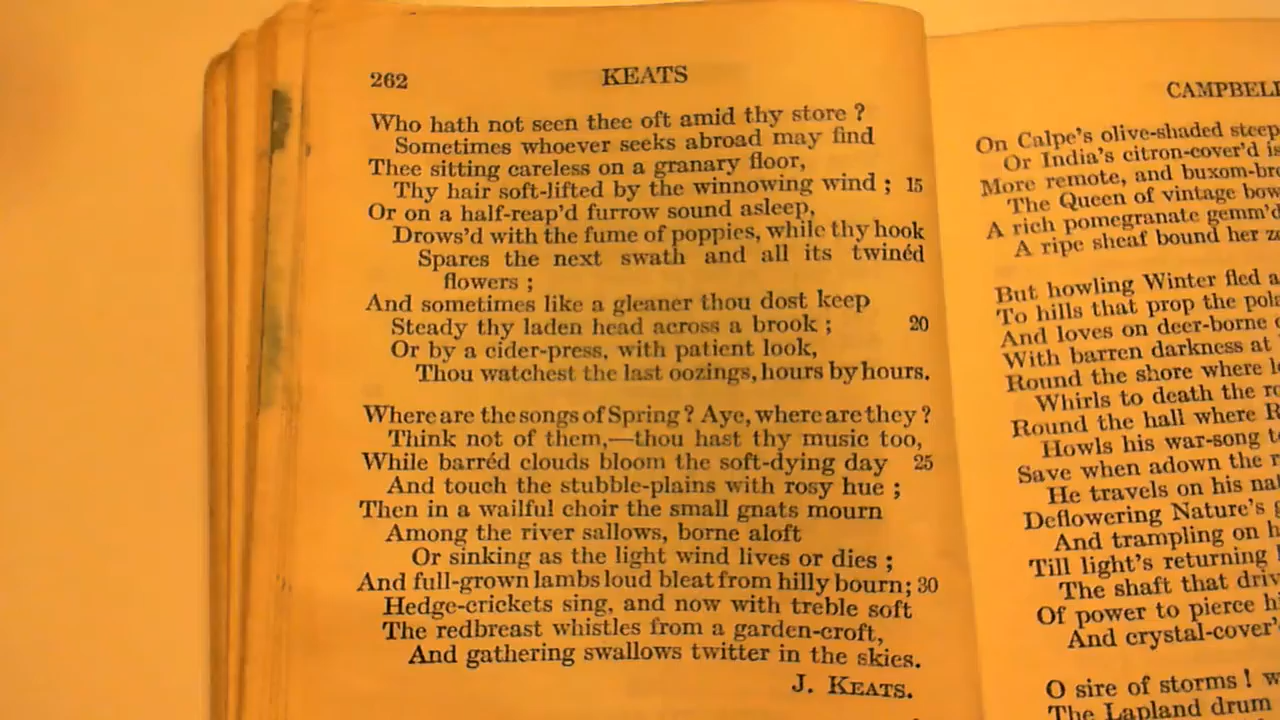 262 KEATS
Who hath not seen thee oft amid thy store ?
Sometimes whoever seeks abroad may find
Thee sitting careless on a granary floor,
Thy hair soft-lifted by the winnowing wind ; 15
Or on a half-reap'd furrow sound asleep,
Drows'd with the fume of poppies, while thy hook
Spares the next swath and all its twinéd
flowers ;
And sometimes like a gleaner thou dost keep
Steady thy laden head across a brook ; 20
Or by a cider-press, with patient look,
Thou watchest the last oozings, hours by hours.
Where are the songs of Spring ? Aye, where are they ?
Think not of them,—thou hast thy music too,
While barréd clouds bloom the soft-dying day 25
And touch the stubble-plains with rosy hue ;
Then in a wailful choir the small gnats mourn
Among the river sallows, borne aloft
Or sinking as the light wind lives or dies ;
And full-grown lambs loud bleat from hilly bourn; 30
Hedge-crickets sing, and now with treble soft
The redbreast whistles from a garden-croft,
And gathering swallows twitter in the skies.
J. KEATS.
CAMPBELL
On Calpe's olive-shaded steep
Or India's citron-cover'd
More remote, and
The Queen of vintage
A rich pomegranate gemm'd
A ripe sheaf bound her
But howling Winter fled
To hills that prop the
And loves on deer-borne
With barren darkness at
Round the shore where
Whirls to death the
Round the hall where
Howls his war-song
Save when adown the
He travels on his
Deflowering Nature's
And trampling on
Till light's returning
The shaft that
Of power to pierce
And
O sire of storms !
The Lapland drum